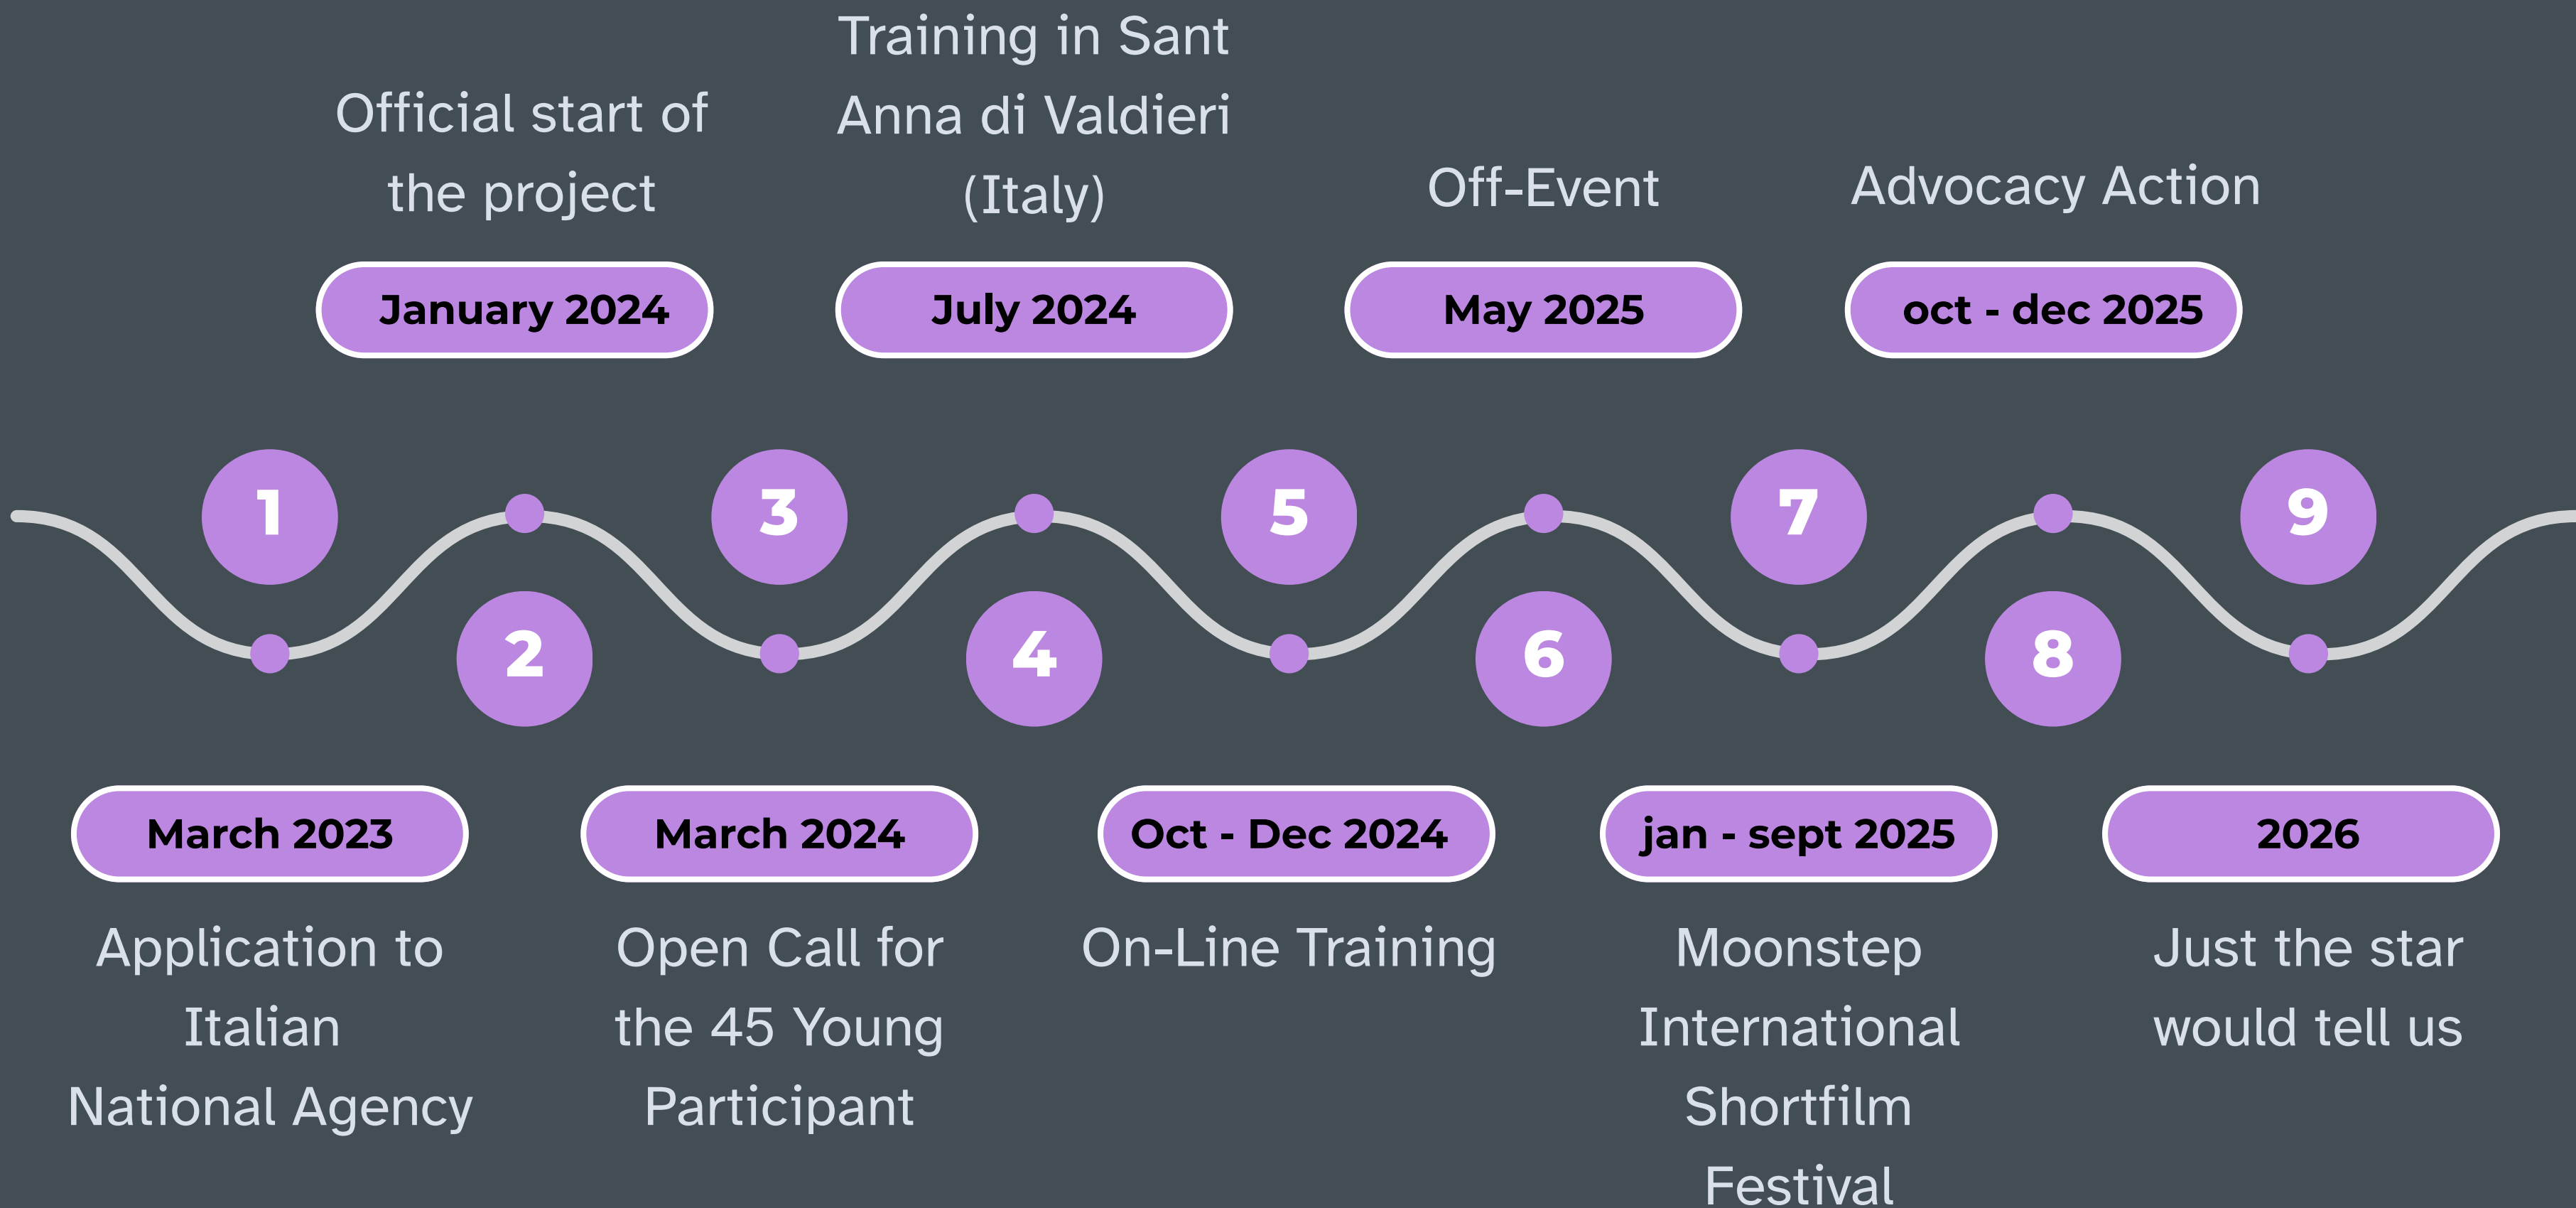 Training in Sant
Anna di Valdieri
(Italy)
Official start of
the project
Off-Event
Advocacy Action
January 2024
July 2024
May 2025
oct - dec 2025
1
3
5
7
9
2
4
6
8
March 2023
March 2024
Oct - Dec 2024
jan - sept 2025
2026
Application to
Italian
National Agency
Open Call for
the 45 Young
Participant
On-Line Training
Moonstep
International
Shortfilm
Festival
Just the star
would tell us